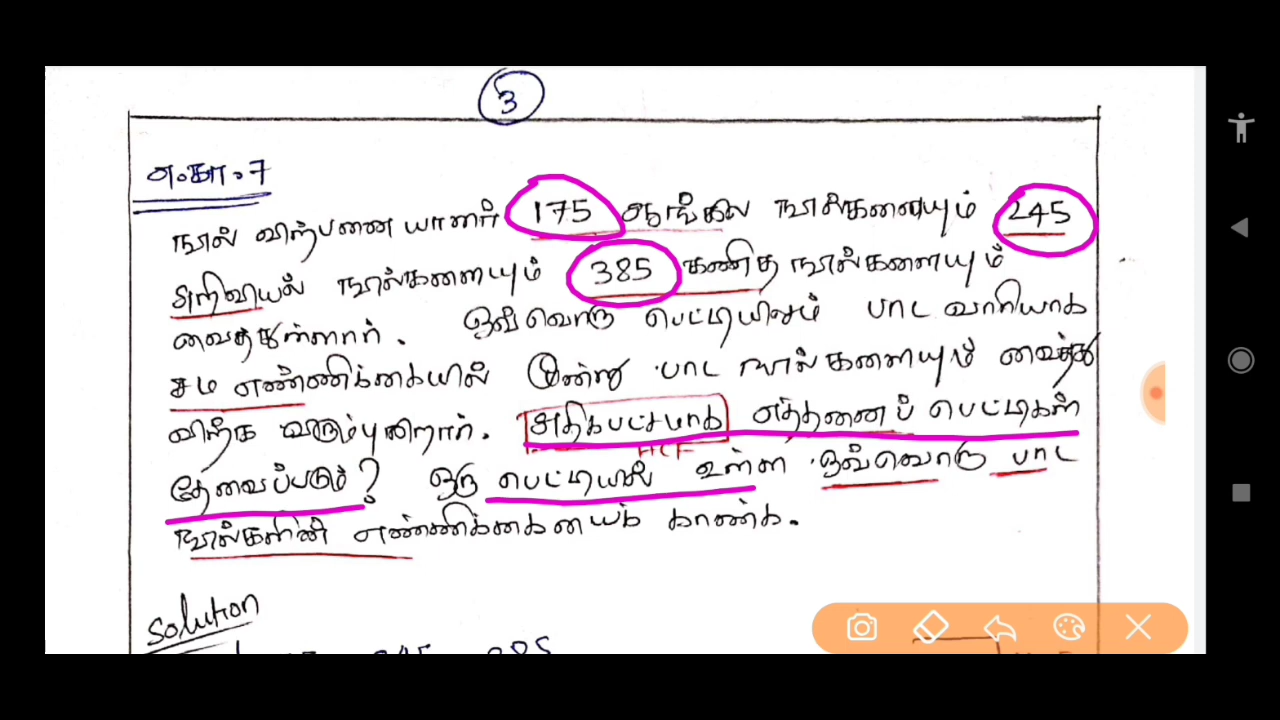 3
எ.கா.7
நூல் விற்பனையாளர் 175 ஆங்கில நூல்களையும் 245
அறிவியல் நூல்களையும் 385 கணித நூல்களையும்
வைத்துள்ளார். ஒவ்வொரு பெட்டியிலும் பாட வாரியாக
சம எண்ணிக்கையில் மூன்று பாட நூல்களையும் வைத்து
விற்க விரும்புகிறார். அதிகபட்சமாக எத்தனைப் பெட்டிகள்
HCF
தேவைப்படும்? ஒரு பெட்டியில் உள்ள ஒவ்வொரு பாட
நூல்களின் எண்ணிக்கையைக் காண்க.
Solution